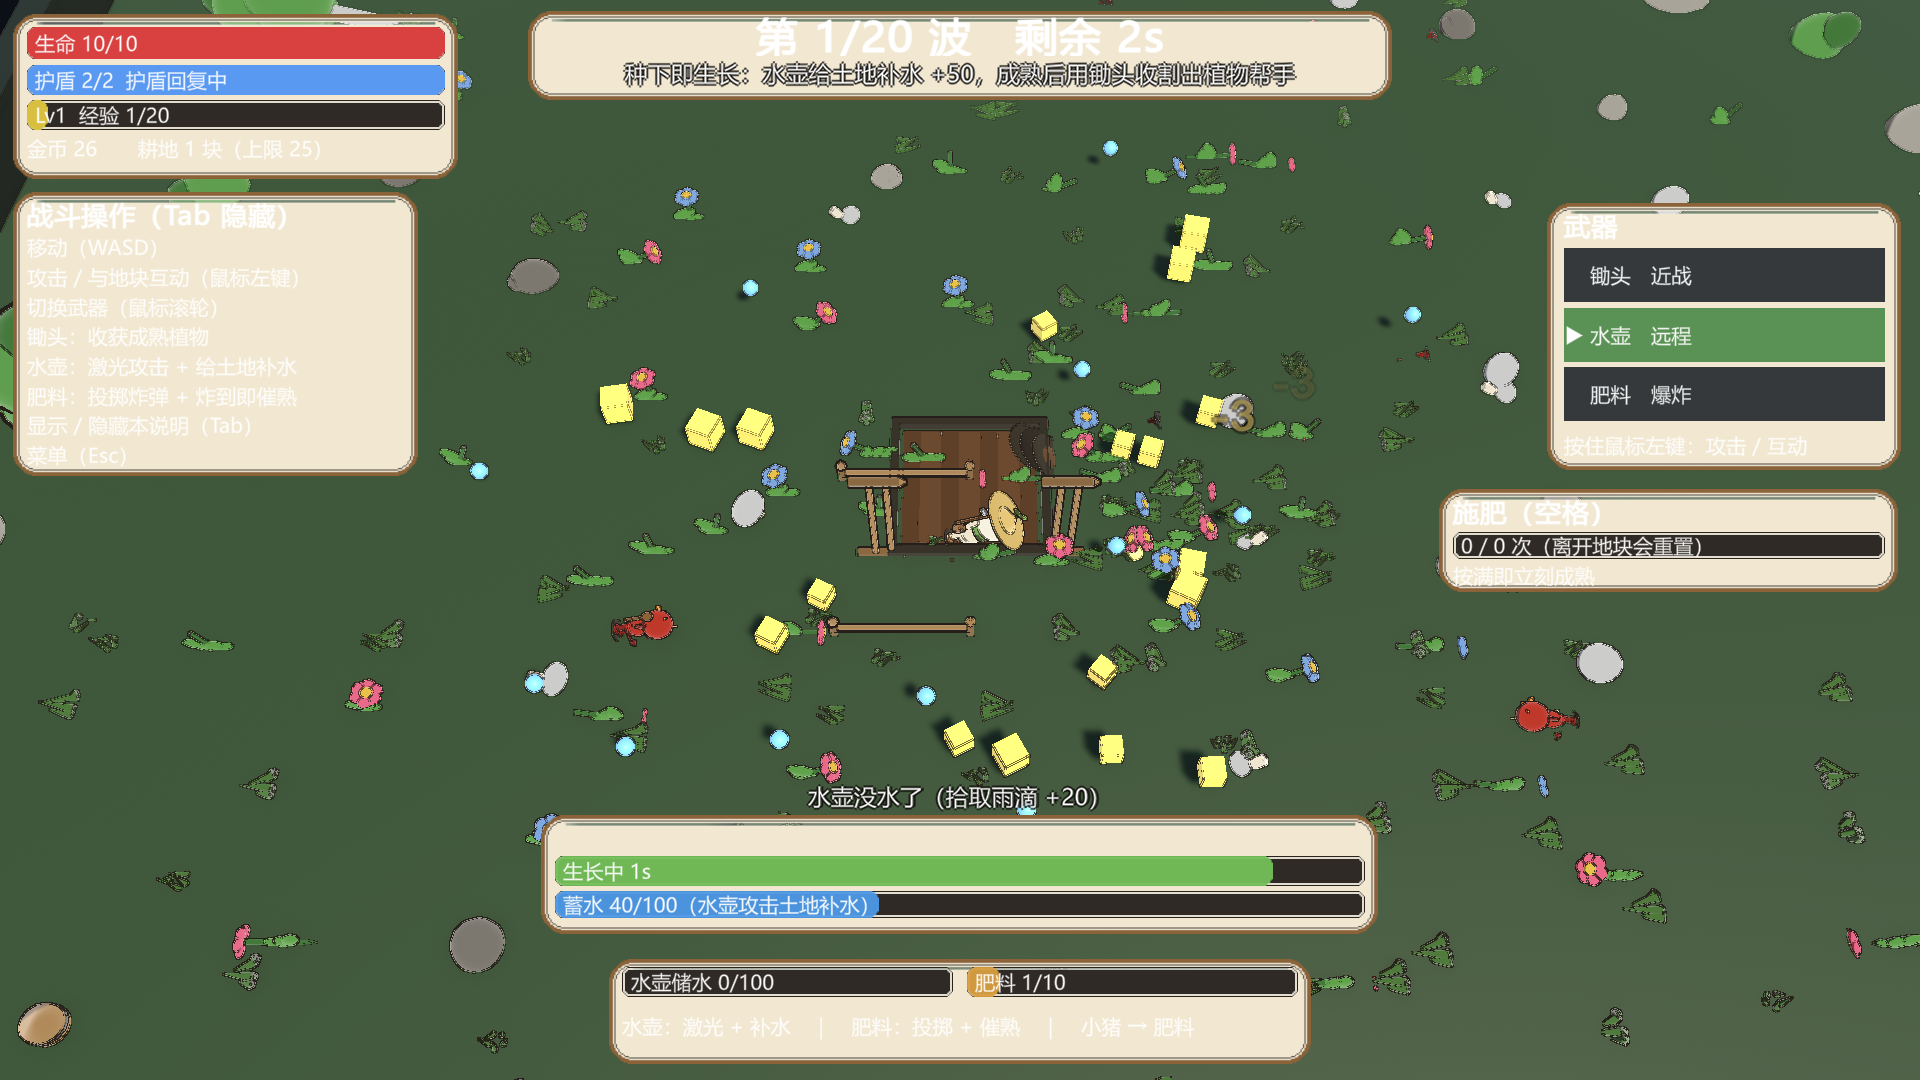 生命 10/10
护盾 2/2 护盾回复中
Lv1 经验 1/20
金币 26 耕地 1 块（上限 25）
第 1/20 波 剩余 2s
种下即生长：水壶给土地补水 +50，成熟后用锄头收割出植物帮手
战斗操作（Tab 隐藏）
移动（WASD）
攻击 / 与地块互动（鼠标左键）
切换武器（鼠标滚轮）
锄头：收获成熟植物
水壶：激光攻击 + 给土地补水
肥料：投掷炸弹 + 炸到即催熟
显示 / 隐藏本说明（Tab）
菜单（Esc）
武器
锄头 近战
▶ 水壶 远程
肥料 爆炸
按住鼠标左键：攻击 / 互动
-3
-3
施肥（空格）
0 / 0 次（离开地块会重置）
按满即立刻成熟
水壶没水了（拾取雨滴 +20）
生长中 1s
蓄水 40/100（水壶攻击土地补水）
水壶储水 0/100
肥料 1/10
水壶：激光 + 补水 | 肥料：投掷 + 催熟 | 小猪 → 肥料